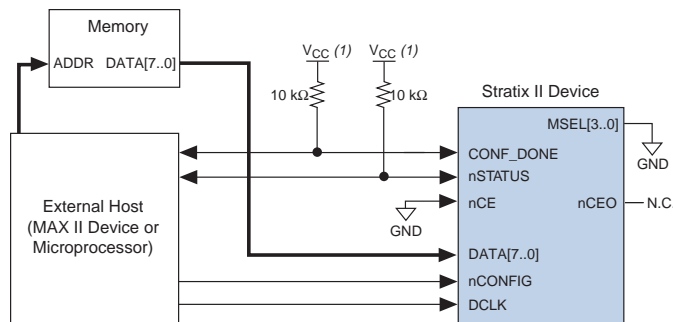 Memory
ADDR DATA[7..0]
VCC (1) VCC (1)
10 kΩ 10 kΩ
Stratix II Device
MSEL[3..0]
GND
CONF_DONE
nSTATUS
nCE nCEO N.C.
GND
External Host
(MAX II Device or
Microprocessor)
DATA[7..0]
nCONFIG
DCLK